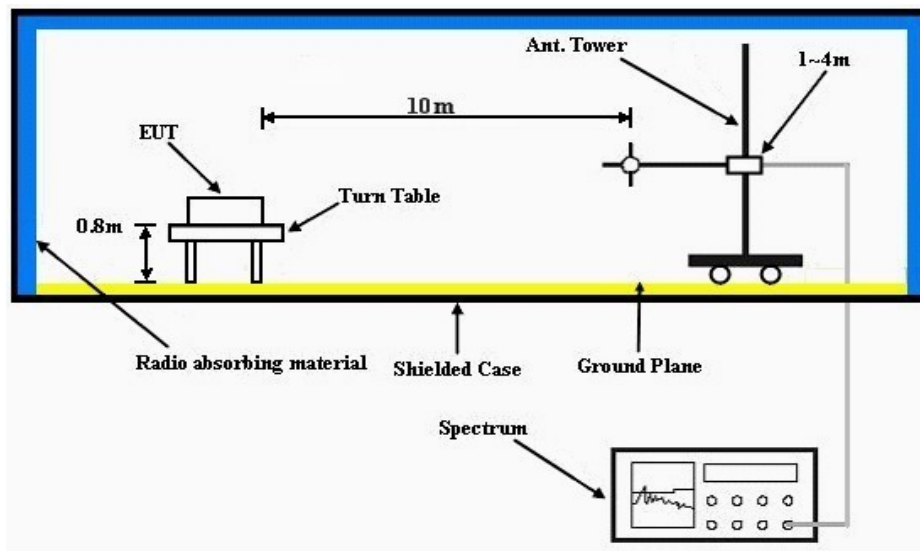 Ant. Tower
1~4m
10m
EUT
Turn Table
0.8m
Radio absorbing material
Shielded Case
Ground Plane
Spectrum